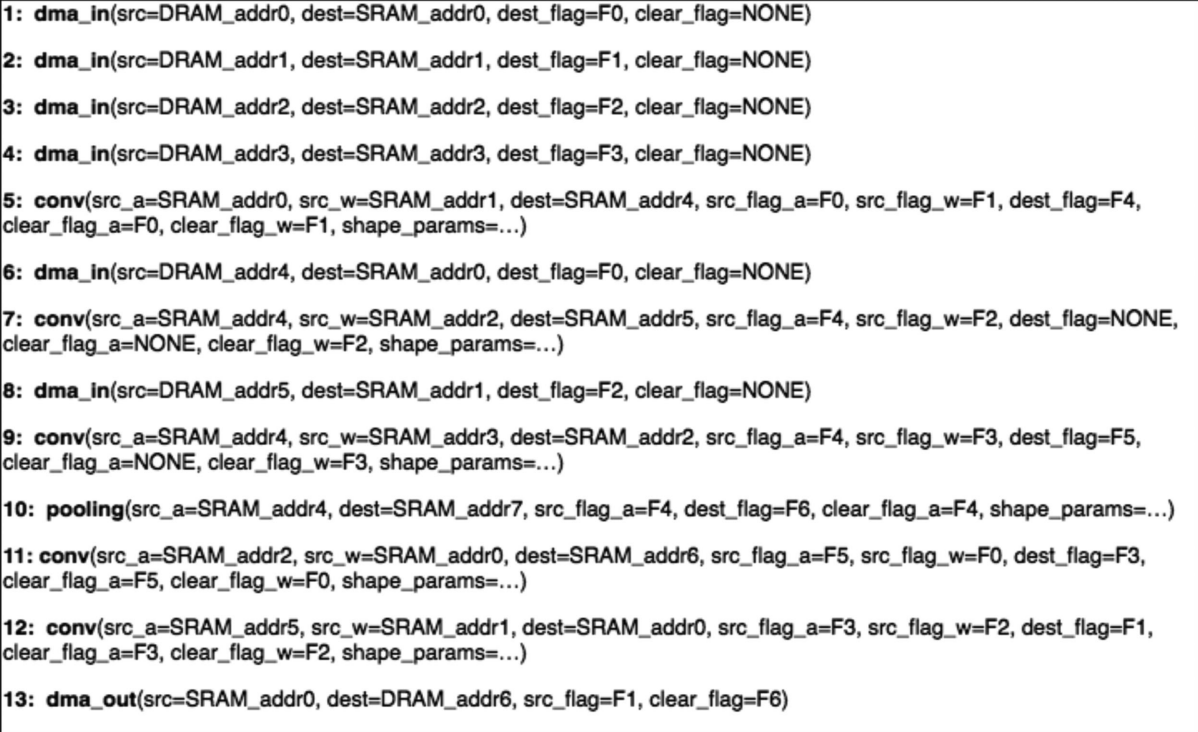 1: dma_in(src=DRAM_addr0, dest=SRAM_addr0, dest_flag=F0, clear_flag=NONE)
2: dma_in(src=DRAM_addr1, dest=SRAM_addr1, dest_flag=F1, clear_flag=NONE)
3: dma_in(src=DRAM_addr2, dest=SRAM_addr2, dest_flag=F2, clear_flag=NONE)
4: dma_in(src=DRAM_addr3, dest=SRAM_addr3, dest_flag=F3, clear_flag=NONE)
5: conv(src_a=SRAM_addr0, src_w=SRAM_addr1, dest=SRAM_addr4, src_flag_a=F0, src_flag_w=F1, dest_flag=F4,
clear_flag_a=F0, clear_flag_w=F1, shape_params=...)
6: dma_in(src=DRAM_addr4, dest=SRAM_addr0, dest_flag=F0, clear_flag=NONE)
7: conv(src_a=SRAM_addr4, src_w=SRAM_addr2, dest=SRAM_addr5, src_flag_a=F4, src_flag_w=F2, dest_flag=NONE,
clear_flag_a=NONE, clear_flag_w=F2, shape_params=...)
8: dma_in(src=DRAM_addr5, dest=SRAM_addr1, dest_flag=F2, clear_flag=NONE)
9: conv(src_a=SRAM_addr4, src_w=SRAM_addr3, dest=SRAM_addr2, src_flag_a=F4, src_flag_w=F3, dest_flag=F5,
clear_flag_a=NONE, clear_flag_w=F3, shape_params=...)
10: pooling(src_a=SRAM_addr4, dest=SRAM_addr7, src_flag_a=F4, dest_flag=F6, clear_flag_a=F4, shape_params=...)
11: conv(src_a=SRAM_addr2, src_w=SRAM_addr0, dest=SRAM_addr6, src_flag_a=F5, src_flag_w=F0, dest_flag=F3,
clear_flag_a=F5, clear_flag_w=F0, shape_params=...)
12: conv(src_a=SRAM_addr5, src_w=SRAM_addr1, dest=SRAM_addr0, src_flag_a=F3, src_flag_w=F2, dest_flag=F1,
clear_flag_a=F3, clear_flag_w=F2, shape_params=...)
13: dma_out(src=SRAM_addr0, dest=DRAM_addr6, src_flag=F1, clear_flag=F6)